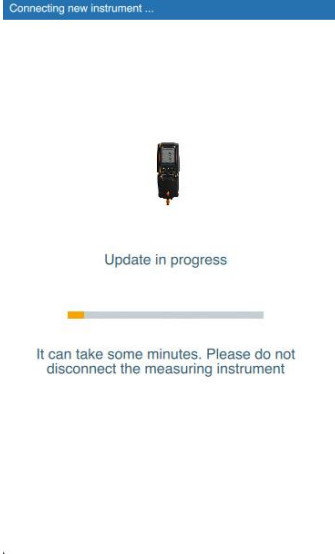 Connecting new instrument ...
Update in progress
It can take some minutes. Please do not
disconnect the measuring instrument